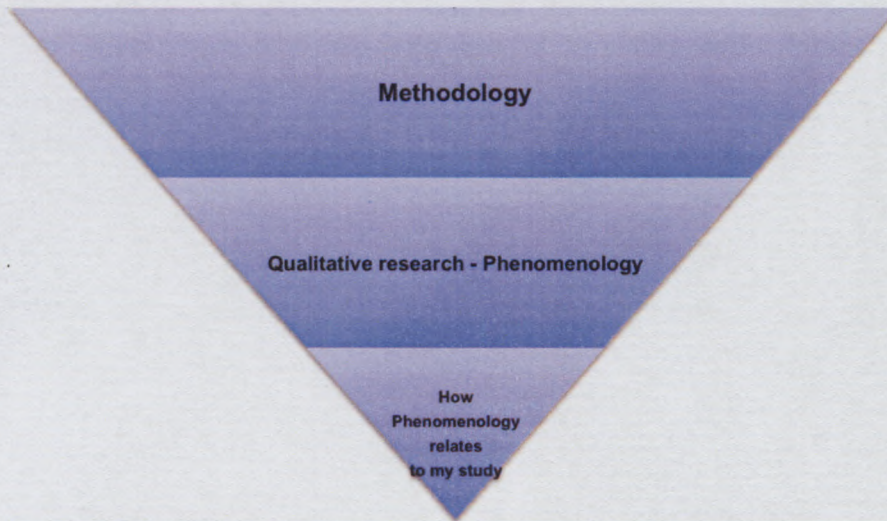 Methodology
Qualitative research - Phenomenology
How
Phenomenology
relates
to my study